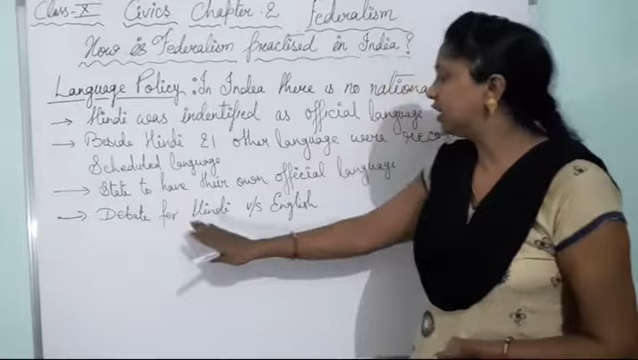 Class-X Civics Chapter-2 Federalism
How is Federalism practised in India?
Language Policy: In India there is no nationa
→ Hindi was indentified as official language
→ Beside Hindi 21 other language were reco
Scheduled language
→ State to have their own official language
→ Debate for Hindi v/s English